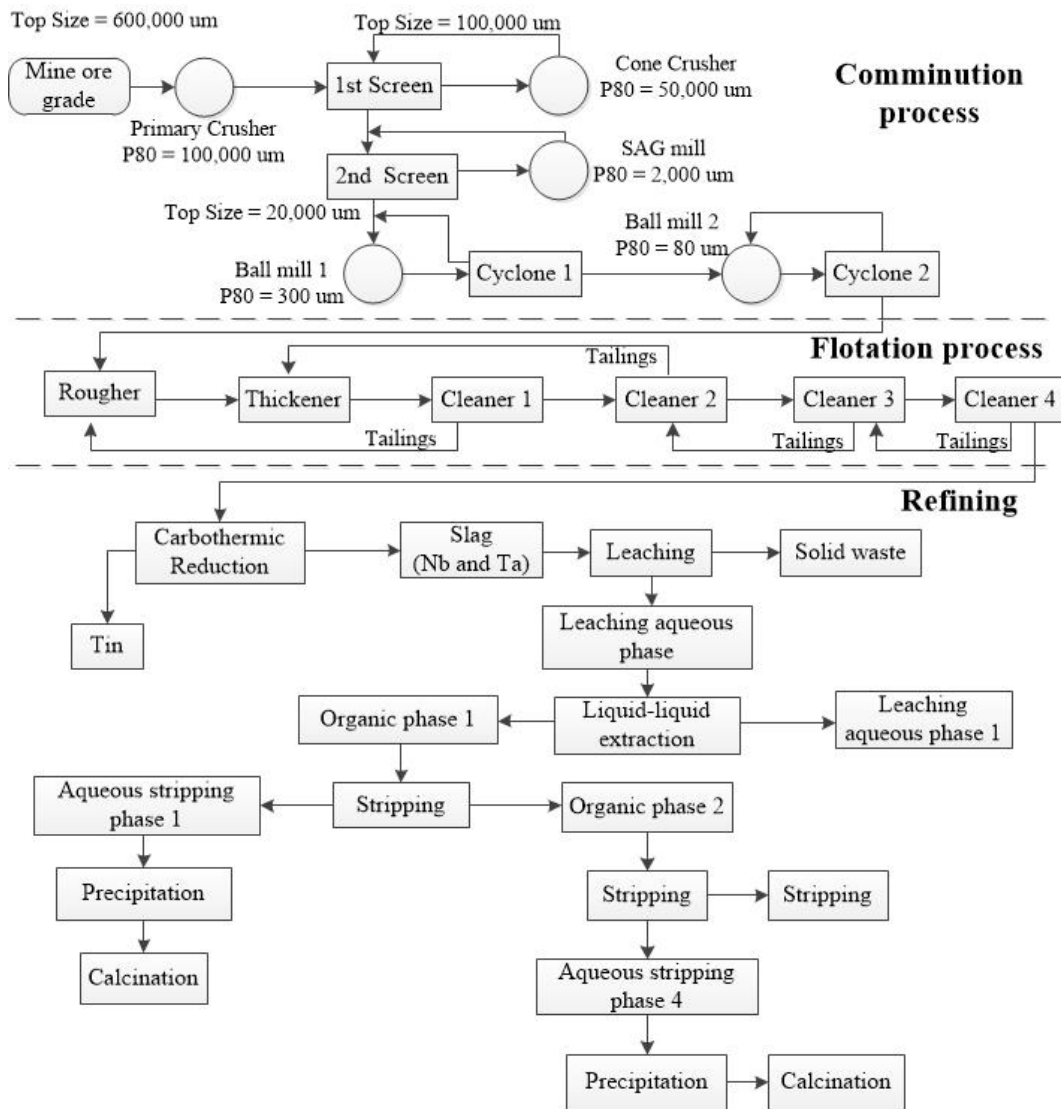 Top Size = 600,000 um
Top Size = 100,000 um
Mine ore
grade
1st Screen
Cone Crusher
P80 = 50,000 um
Comminution
process
Primary Crusher
P80 = 100,000 um
2nd  Screen
SAG mill
P80 = 2,000 um
Top Size = 20,000 um
Ball mill 2
P80 = 80 um
Ball mill 1
P80 = 300 um
Cyclone 1
Cyclone 2
Flotation process
Tailings
Rougher
Thickener
Cleaner 1
Cleaner 2
Cleaner 3
Cleaner 4
Tailings
Tailings
Tailings
Refining
Carbothermic
Reduction
Slag
(Nb and Ta)
Leaching
Solid waste
Tin
Leaching aqueous
phase
Organic phase 1
Liquid-liquid
extraction
Leaching
aqueous phase 1
Aqueous stripping
phase 1
Stripping
Organic phase 2
Precipitation
Stripping
Stripping
Calcination
Aqueous stripping
phase 4
Precipitation
Calcination